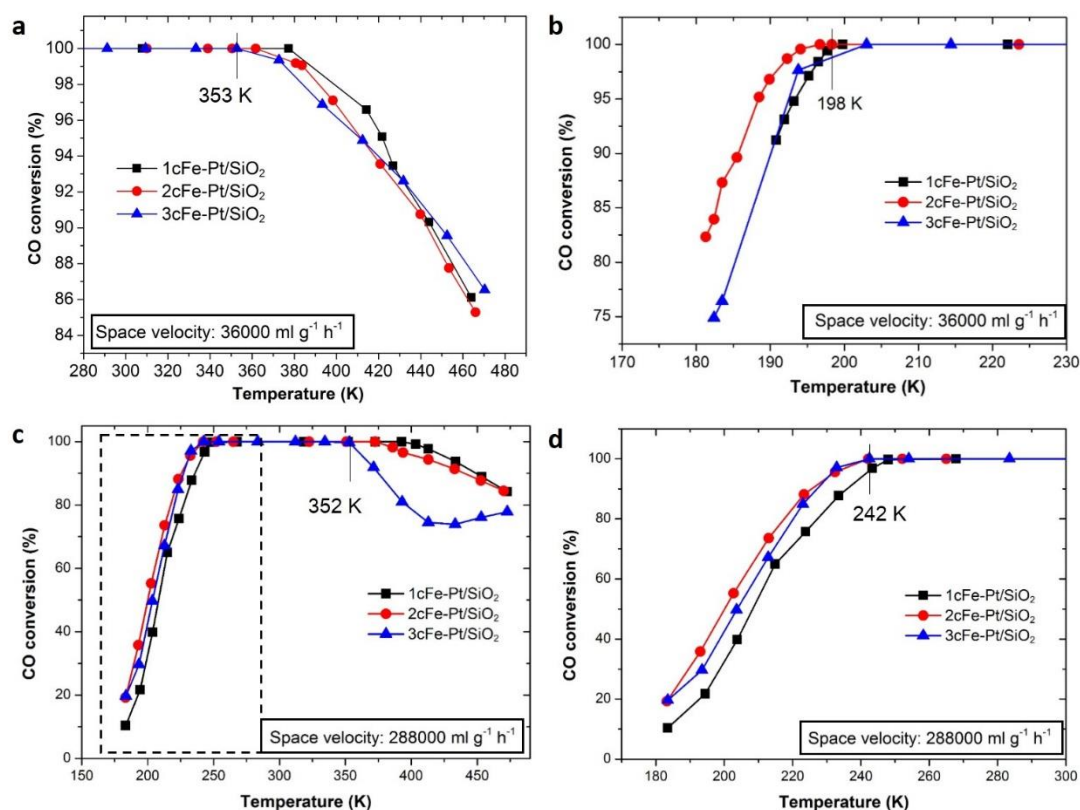 a
CO conversion (%)
100
98
96
94
92
90
88
86
84
353 K
1cFe-Pt/SiO₂
2cFe-Pt/SiO₂
3cFe-Pt/SiO₂
Space velocity: 36000 ml g⁻¹ h⁻¹
280 300 320 340 360 380 400 420 440 460 480
Temperature (K)
b
CO conversion (%)
100
95
90
85
80
75
198 K
1cFe-Pt/SiO₂
2cFe-Pt/SiO₂
3cFe-Pt/SiO₂
Space velocity: 36000 ml g⁻¹ h⁻¹
170 180 190 200 210 220 230
Temperature (K)
c
CO conversion (%)
100
80
60
40
20
0
352 K
1cFe-Pt/SiO₂
2cFe-Pt/SiO₂
3cFe-Pt/SiO₂
Space velocity: 288000 ml g⁻¹ h⁻¹
150 200 250 300 350 400 450
Temperature (K)
d
CO conversion (%)
100
80
60
40
20
0
242 K
1cFe-Pt/SiO₂
2cFe-Pt/SiO₂
3cFe-Pt/SiO₂
Space velocity: 288000 ml g⁻¹ h⁻¹
180 200 220 240 260 280 300
Temperature (K)